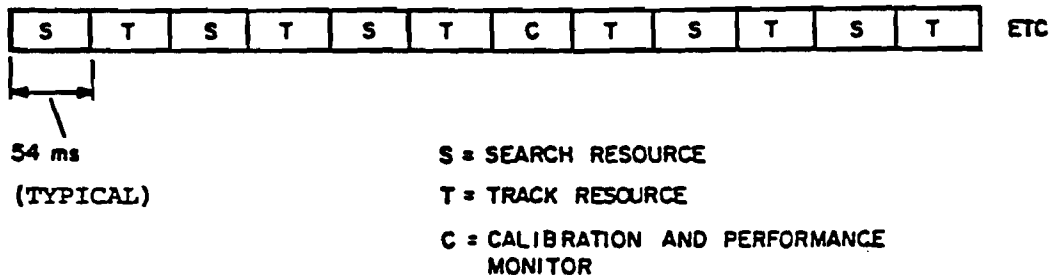 S T S T S T C T S T S T ETC
54 ms
(TYPICAL)
S = SEARCH RESOURCE
T = TRACK RESOURCE
C = CALIBRATION AND PERFORMANCE
MONITOR